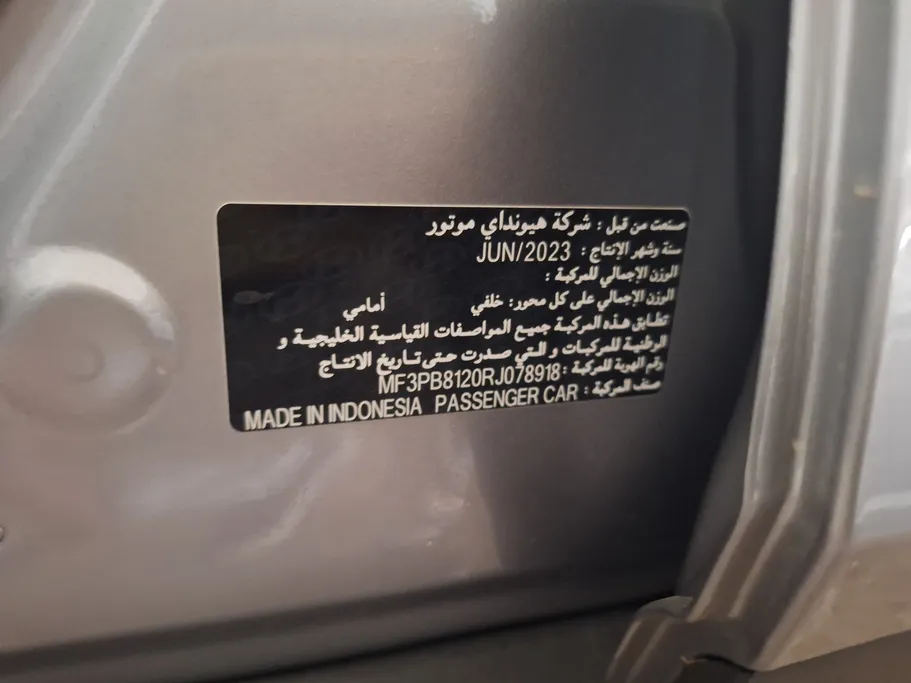 صنعت من قبل : شركة هيونداي موتور
سنة وشهر الإنتاج : JUN/2023
الوزن الإجمالي للمركبة :
الوزن الإجمالي على كل محور: خلفي أمامي
تطابق هذه المركبة جميع المواصفات القياسية الخليجية و
الوطنية للمركبات و التي صدرت حتى تاريخ الانتاج
رقم الهوية للمركبة : MF3PB8120RJ078918
صنف المركبة : PASSENGER CAR MADE IN INDONESIA